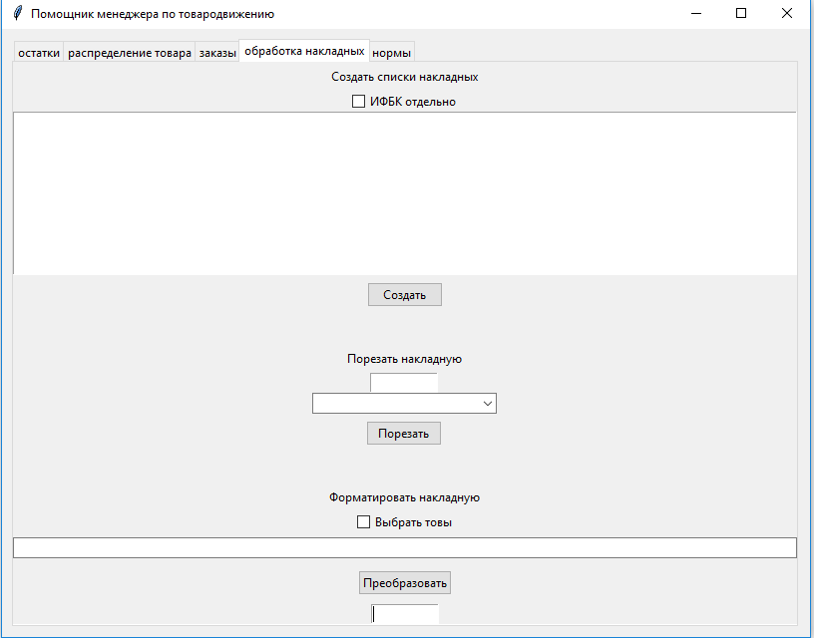 Помощник менеджера по товародвижению
остатки распределение товара заказы обработка накладных нормы
Создать списки накладных
ИФБК отдельно
Создать
Порезать накладную
Порезать
Форматировать накладную
Выбрать товы
Преобразовать